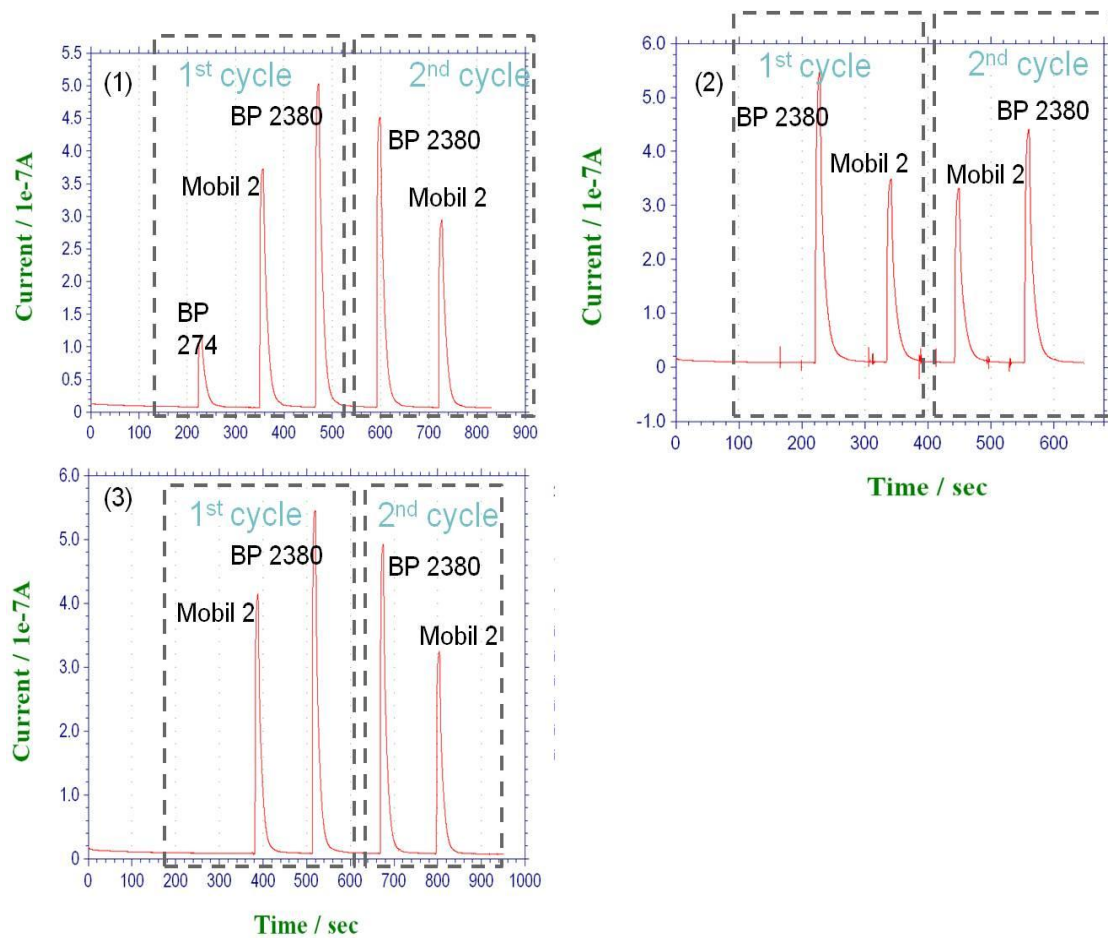 (1)
1st cycle
2nd cycle
BP 2380
BP 2380
Mobil 2
Mobil 2
BP
274
Current / 1e-7A
5.5
5.0
4.5
4.0
3.5
3.0
2.5
2.0
1.5
1.0
0.5
0
0 100 200 300 400 500 600 700 800 900
(2)
1st cycle
2nd cycle
BP 2380
BP 2380
Mobil 2
Mobil 2
Current / 1e-7A
6.0
5.0
4.0
3.0
2.0
1.0
0
-1.0
0 100 200 300 400 500 600
Time / sec
(3)
1st cycle
2nd cycle
BP 2380
BP 2380
Mobil 2
Mobil 2
Current / 1e-7A
6.0
5.0
4.0
3.0
2.0
1.0
0
0 100 200 300 400 500 600 700 800 900 1000
Time / sec